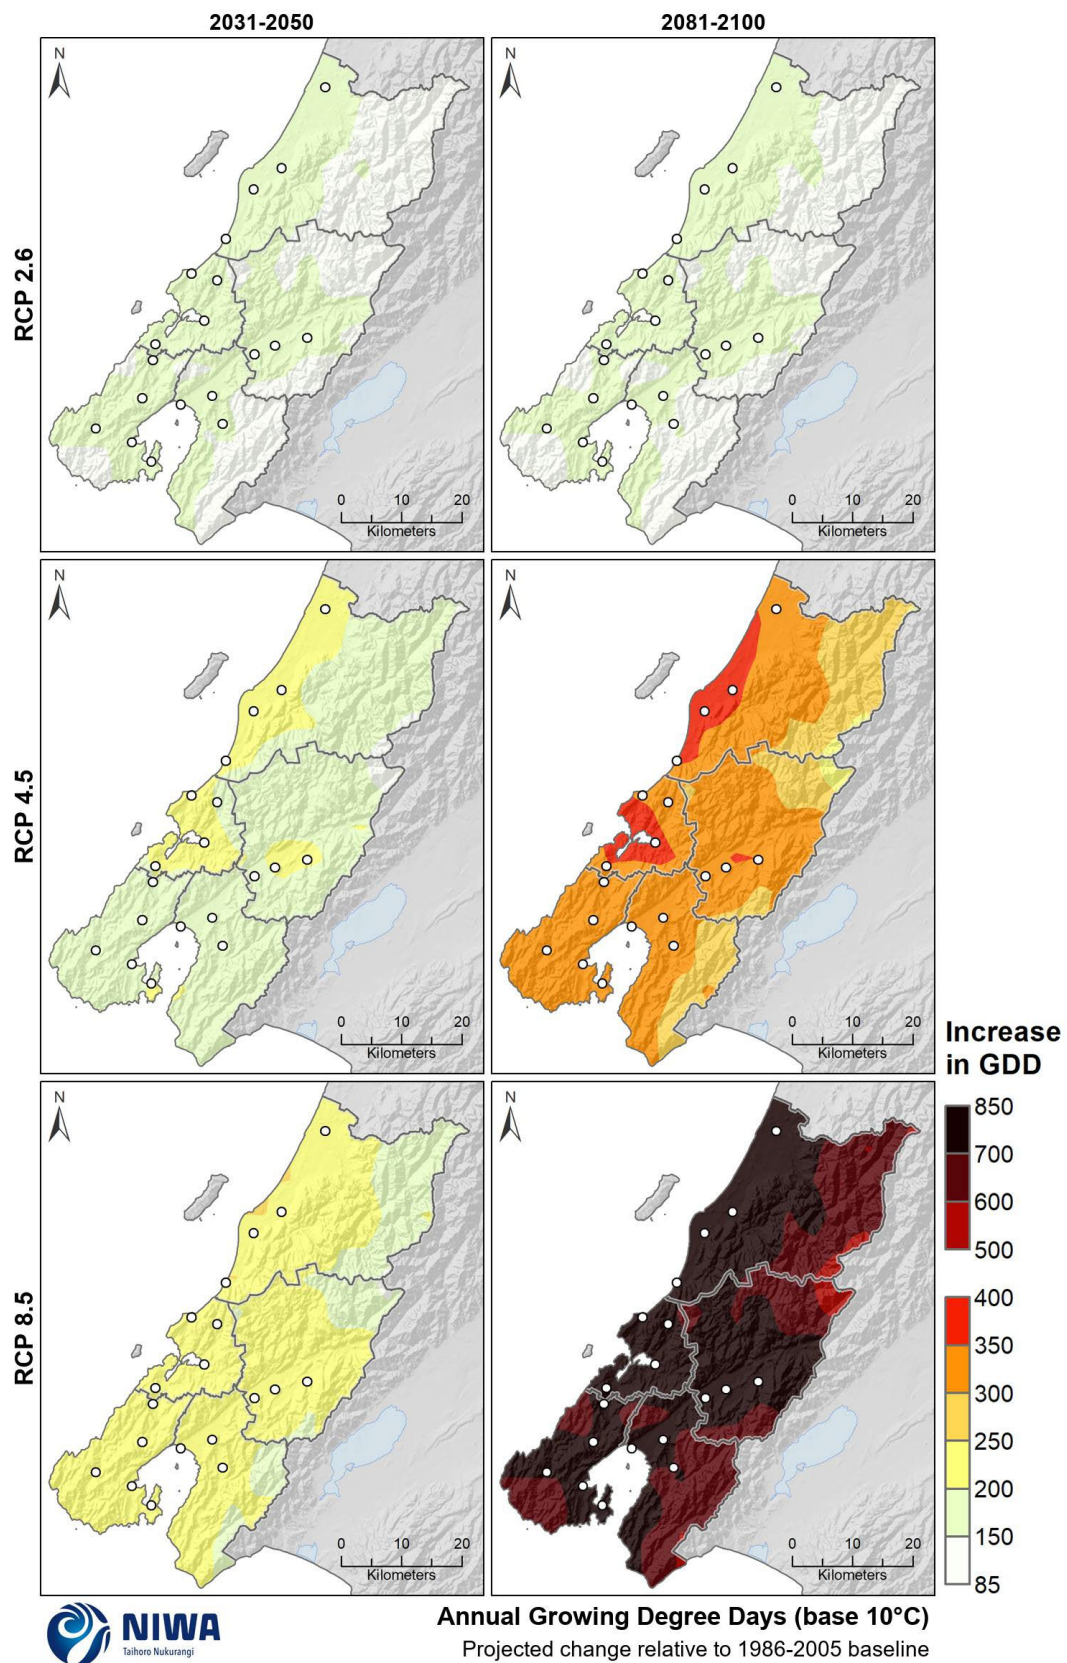 2031-2050
2081-2100
RCP 2.6
N
0 10 20
Kilometers
N
0 10 20
Kilometers
RCP 4.5
N
0 10 20
Kilometers
N
0 10 20
Kilometers
Increase
in GDD
850
700
600
500
400
350
300
250
200
150
85
RCP 8.5
N
0 10 20
Kilometers
N
0 10 20
Kilometers
NIWA
Taihoro Nukurangi
Annual Growing Degree Days (base 10°C)
Projected change relative to 1986-2005 baseline